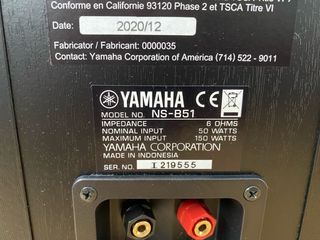 Conforme en Californie 93120 Phase 2 et TSCA Titre VI
Date: 2020/12
Fabricator / Fabricant: 0000035
Contact: Yamaha Corporation of America (714) 522 - 9011
YAMAHA CE
MODEL NO. NS-B51
IMPEDANCE 6 OHMS
NOMINAL INPUT 50 WATTS
MAXIMUM INPUT 150 WATTS
YAMAHA CORPORATION
MADE IN INDONESIA
SER. NO. I 219555